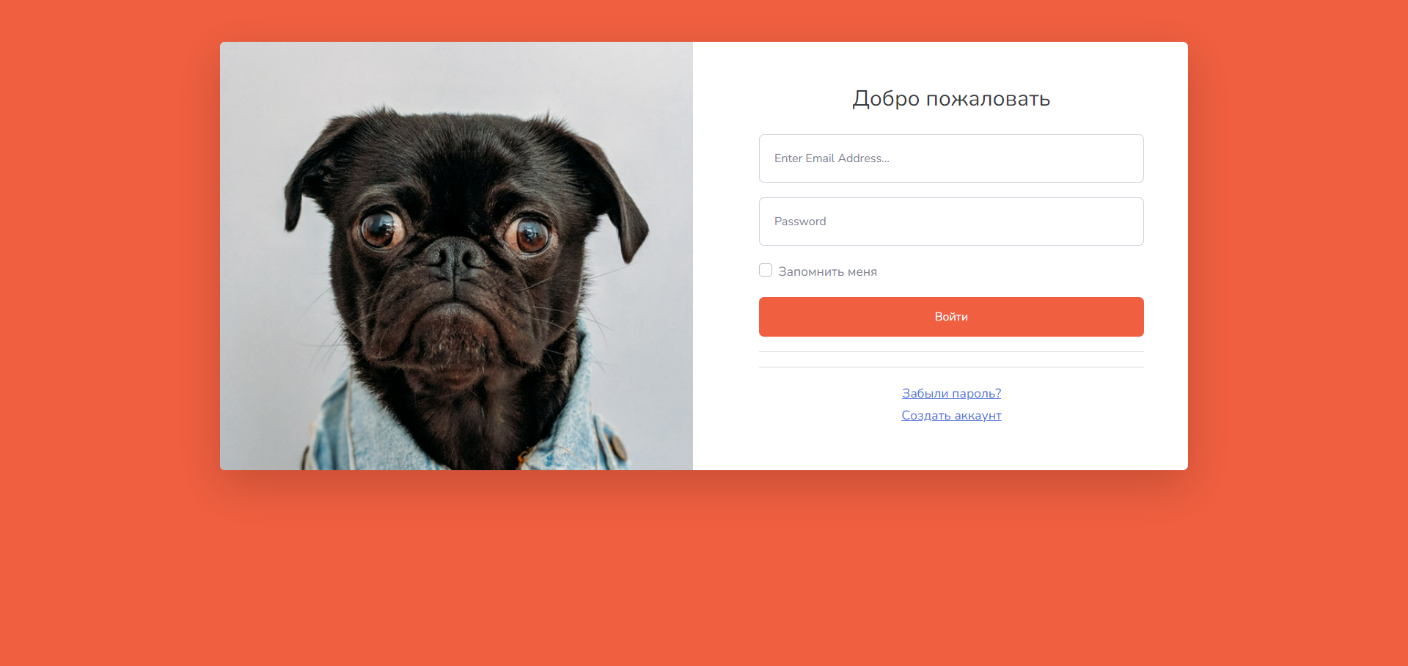 Добро пожаловать
Enter Email Address...
Password
Запомнить меня
Войти
Забыли пароль?
Создать аккаунт